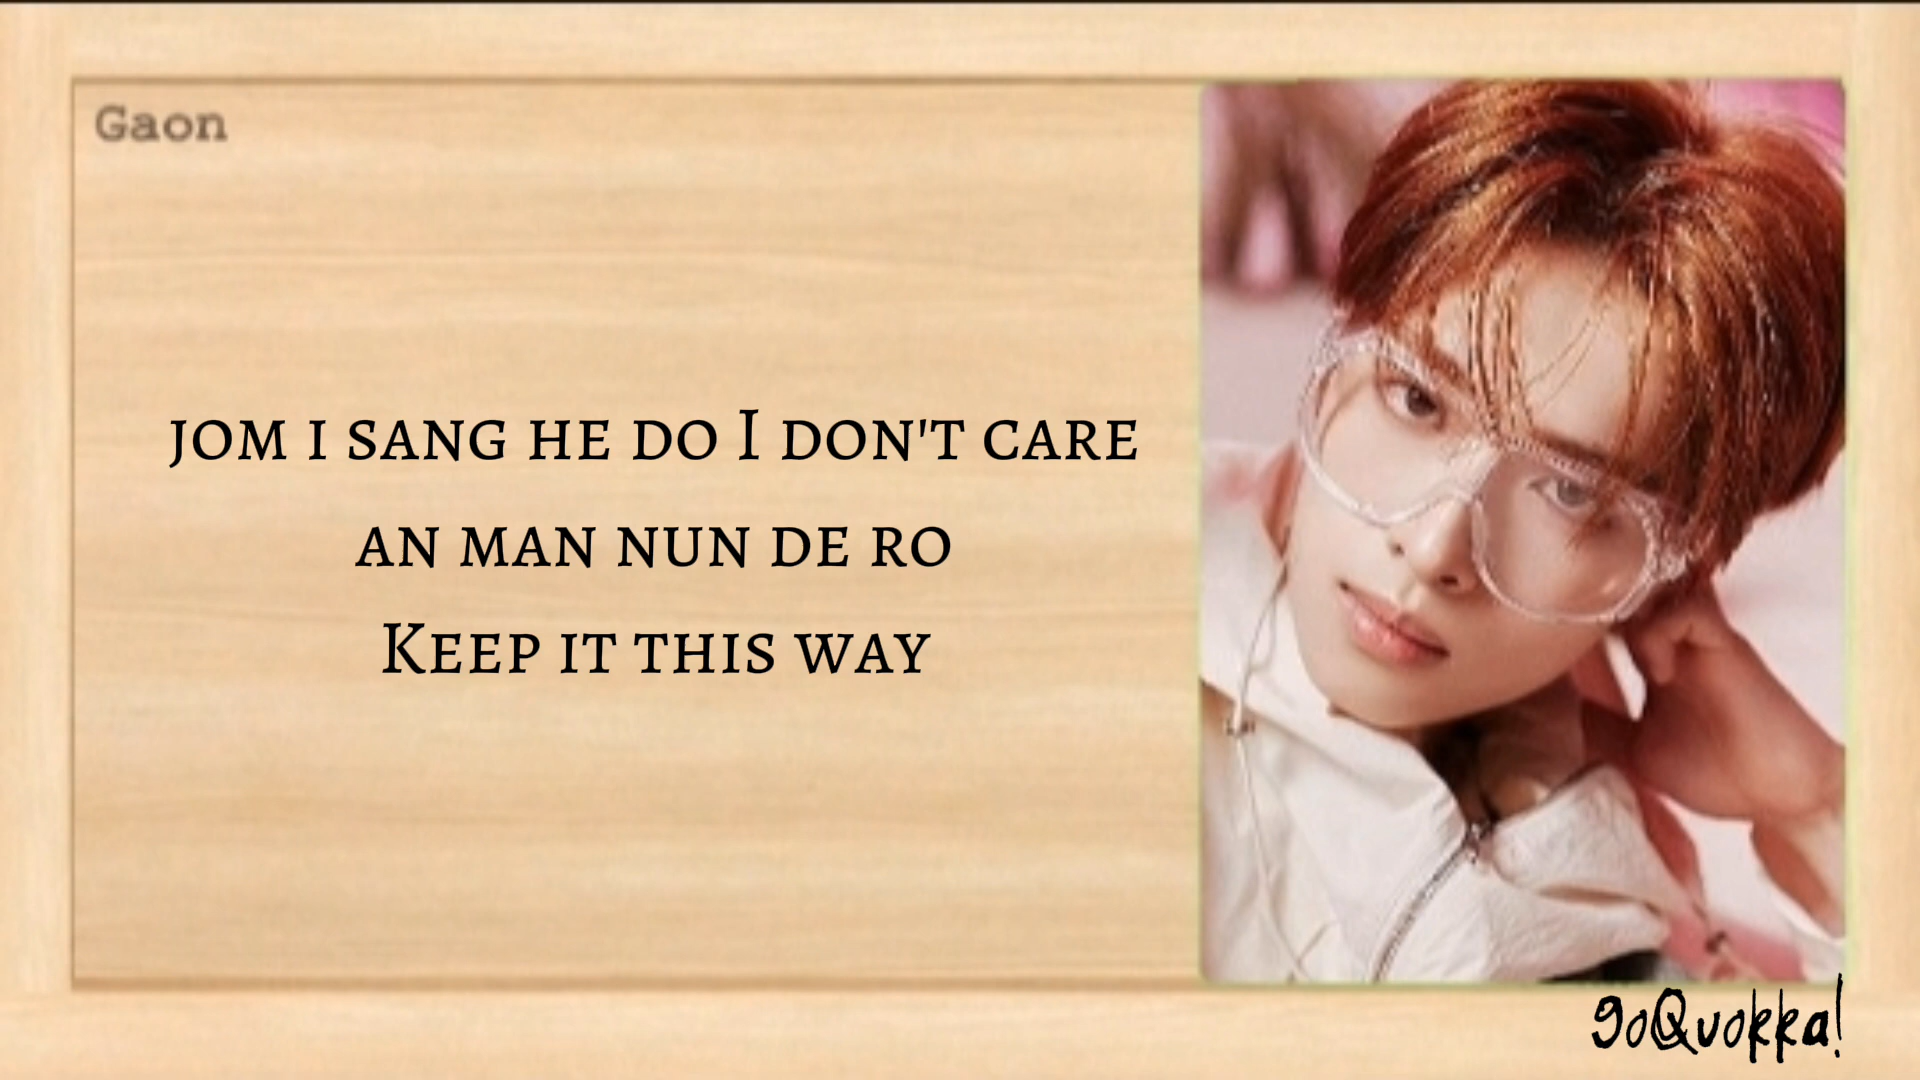 Gaon
jom i sang he do I don't care
an man nun de ro
Keep it this way
goQuokka!